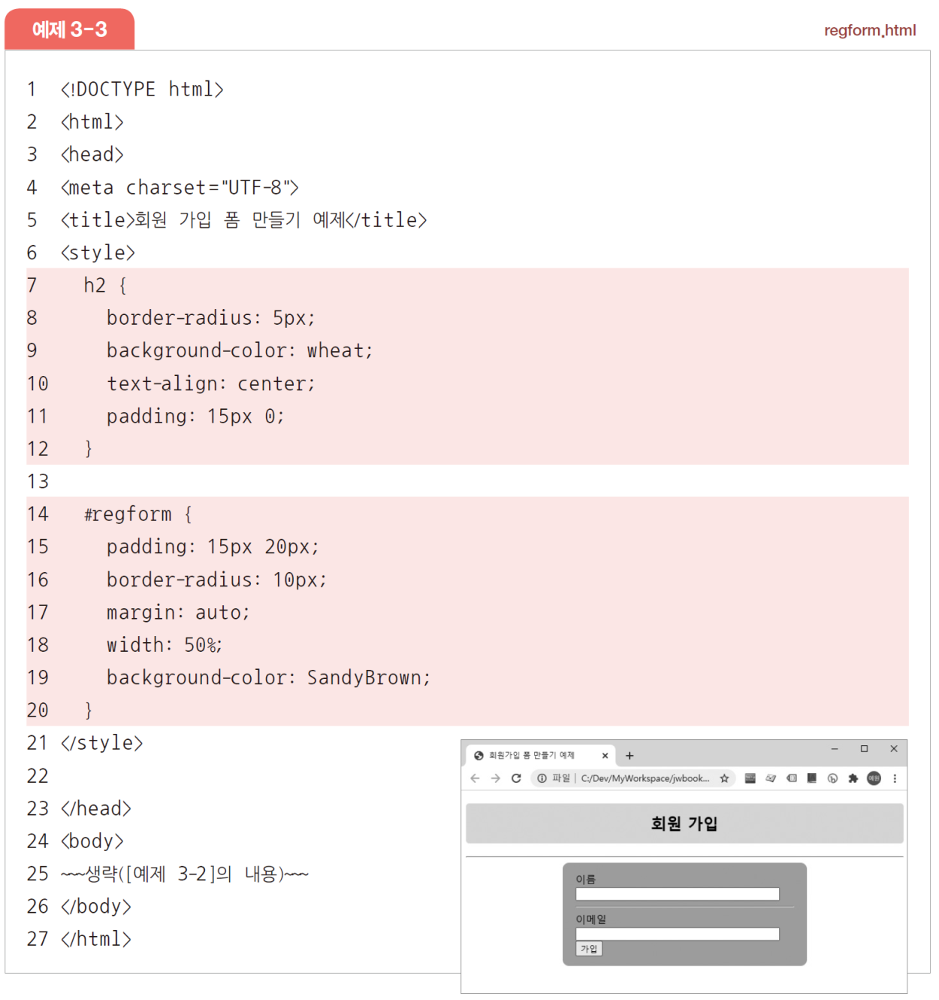 예제 3-3
regform.html
1 <!DOCTYPE html>
2 <html>
3 <head>
4 <meta charset="UTF-8">
5 <title>회원 가입 폼 만들기 예제</title>
6 <style>
7 h2 {
8 border-radius: 5px;
9 background-color: wheat;
10 text-align: center;
11 padding: 15px 0;
12 }
13
14 #regform {
15 padding: 15px 20px;
16 border-radius: 10px;
17 margin: auto;
18 width: 50%;
19 background-color: SandyBrown;
20 }
21 </style>
22
23 </head>
24 <body>
25 ~~~생략([예제 3-2]의 내용)~~~
26 </body>
27 </html>
회원가입 폼 만들기 예제
파일 | C:/Dev/MyWorkspace/jwbook...
예원
회원 가입
이름
이메일
가입